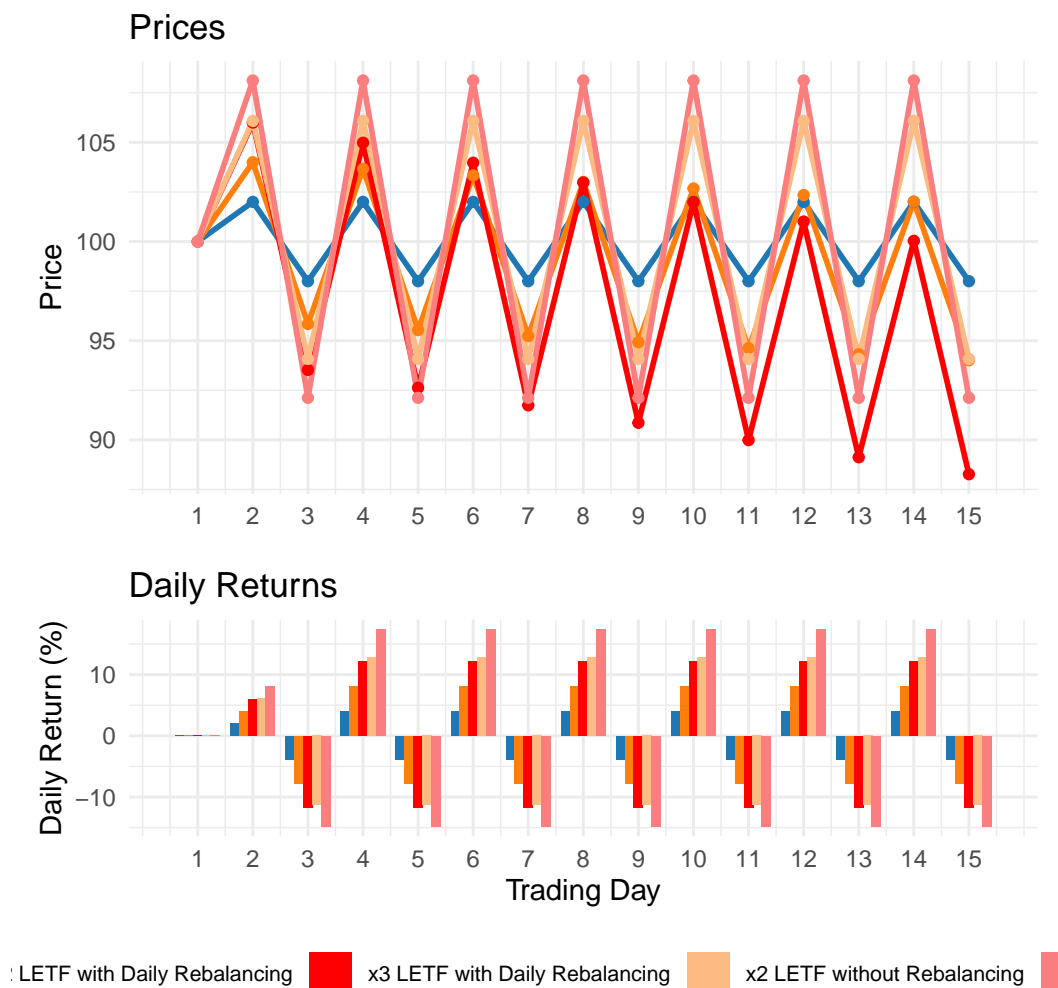 Prices
Price
105
100
95
90
1 2 3 4 5 6 7 8 9 10 11 12 13 14 15
Daily Returns
Daily Return (%)
10
0
−10
1 2 3 4 5 6 7 8 9 10 11 12 13 14 15
Trading Day
LETF with Daily Rebalancing x3 LETF with Daily Rebalancing x2 LETF without Rebalancing